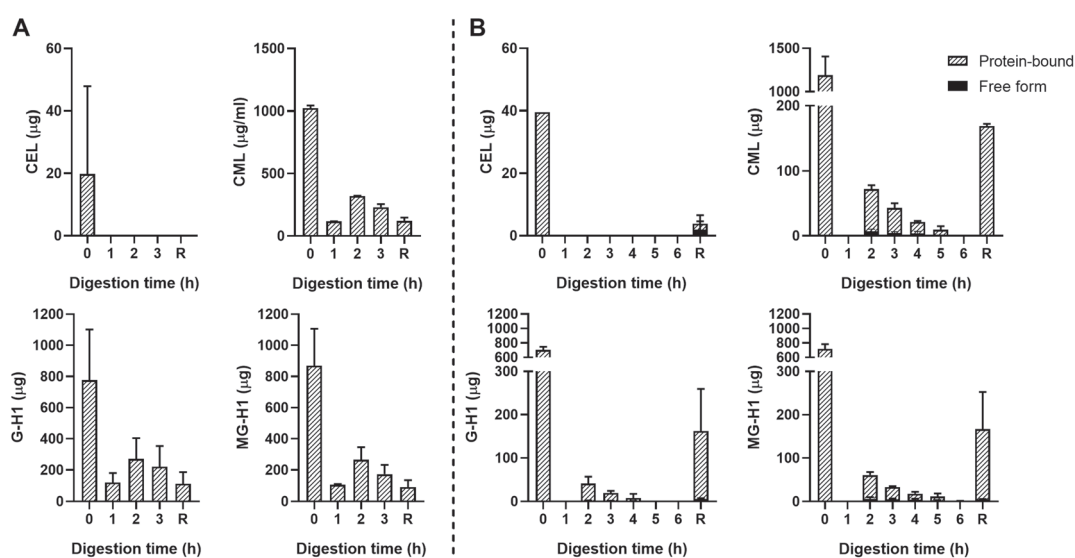 A
60
40
20
0
CEL (µg)
0 1 2 3 R
Digestion time (h)
1500
1000
500
0
CML (µg/ml)
0 1 2 3 R
Digestion time (h)
1200
1000
800
600
400
200
0
G-H1 (µg)
0 1 2 3 R
Digestion time (h)
1200
1000
800
600
400
200
0
MG-H1 (µg)
0 1 2 3 R
Digestion time (h)
B
60
40
20
0
CEL (µg)
0 1 2 3 4 5 6 R
Digestion time (h)
1500
1000
200
100
0
CML (µg)
0 1 2 3 4 5 6 R
Digestion time (h)
Protein-bound
Free form
1200
1000
800
600
300
200
100
0
G-H1 (µg)
0 1 2 3 4 5 6 R
Digestion time (h)
1200
1000
800
600
300
200
100
0
MG-H1 (µg)
0 1 2 3 4 5 6 R
Digestion time (h)